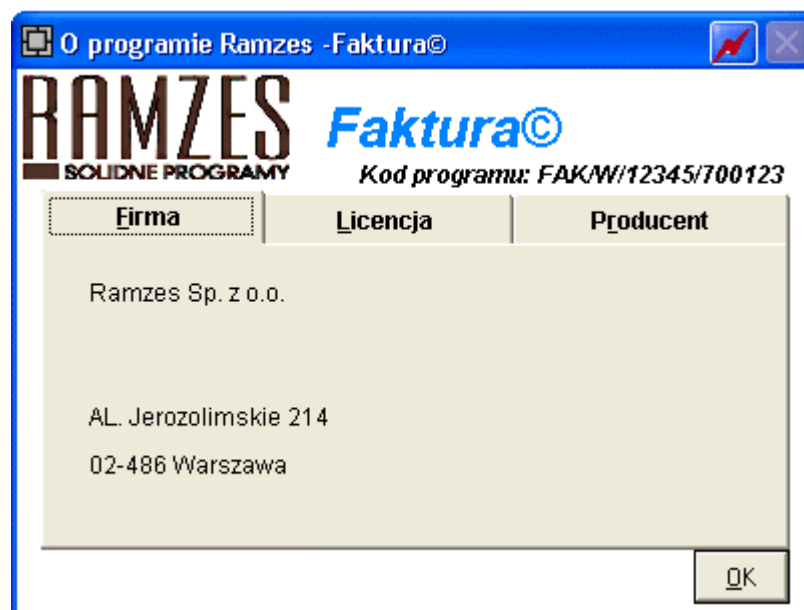 O programie Ramzes -Faktura©
RAMZES
SOLIDNE PROGRAMY
Faktura©
Kod programu: FAK/W/12345/700123
Firma
Licencja
Producent
Ramzes Sp. z o.o.
AL. Jerozolimskie 214
02-486 Warszawa
OK